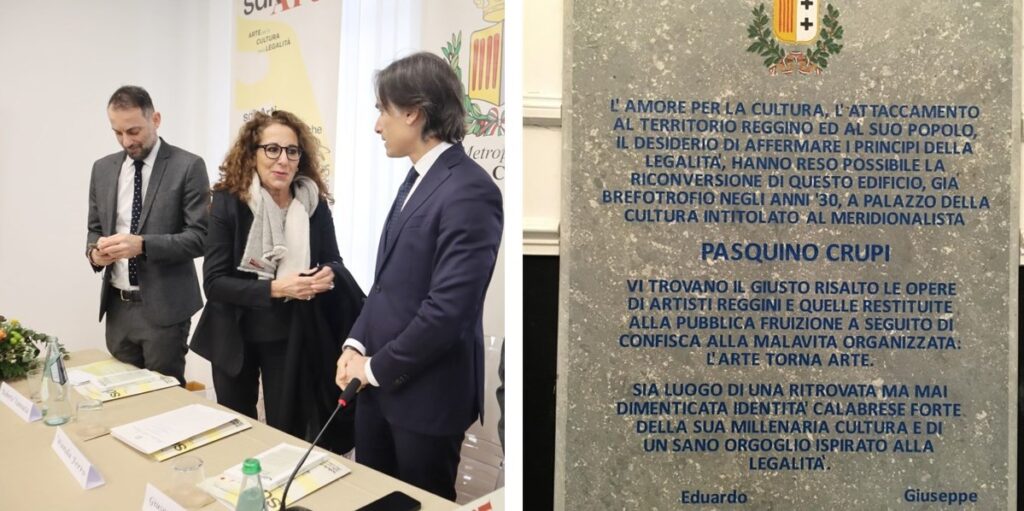 ARTE
CULTURA
LEGALITÀ
Metrop
L' AMORE PER LA CULTURA, L' ATTACCAMENTO
AL TERRITORIO REGGINO ED AL SUO POPOLO,
IL DESIDERIO DI AFFERMARE I PRINCIPI DELLA
LEGALITA', HANNO RESO POSSIBILE LA
RICONVERSIONE DI QUESTO EDIFICIO, GIA
BREFOTROFIO NEGLI ANNI '30, A PALAZZO DELLA
CULTURA INTITOLATO AL MERIDIONALISTA
PASQUINO CRUPI
VI TROVANO IL GIUSTO RISALTO LE OPERE
DI ARTISTI REGGINI E QUELLE RESTITUITE
ALLA PUBBLICA FRUIZIONE A SEGUITO DI
CONFISCA ALLA MALAVITA ORGANIZZATA:
L'ARTE TORNA ARTE.
SIA LUOGO DI UNA RITROVATA MA MAI
DIMENTICATA IDENTITA' CALABRESE FORTE
DELLA SUA MILLENARIA CULTURA E DI
UN SANO ORGOGLIO ISPIRATO ALLA
LEGALITA'.
Eduardo Giuseppe